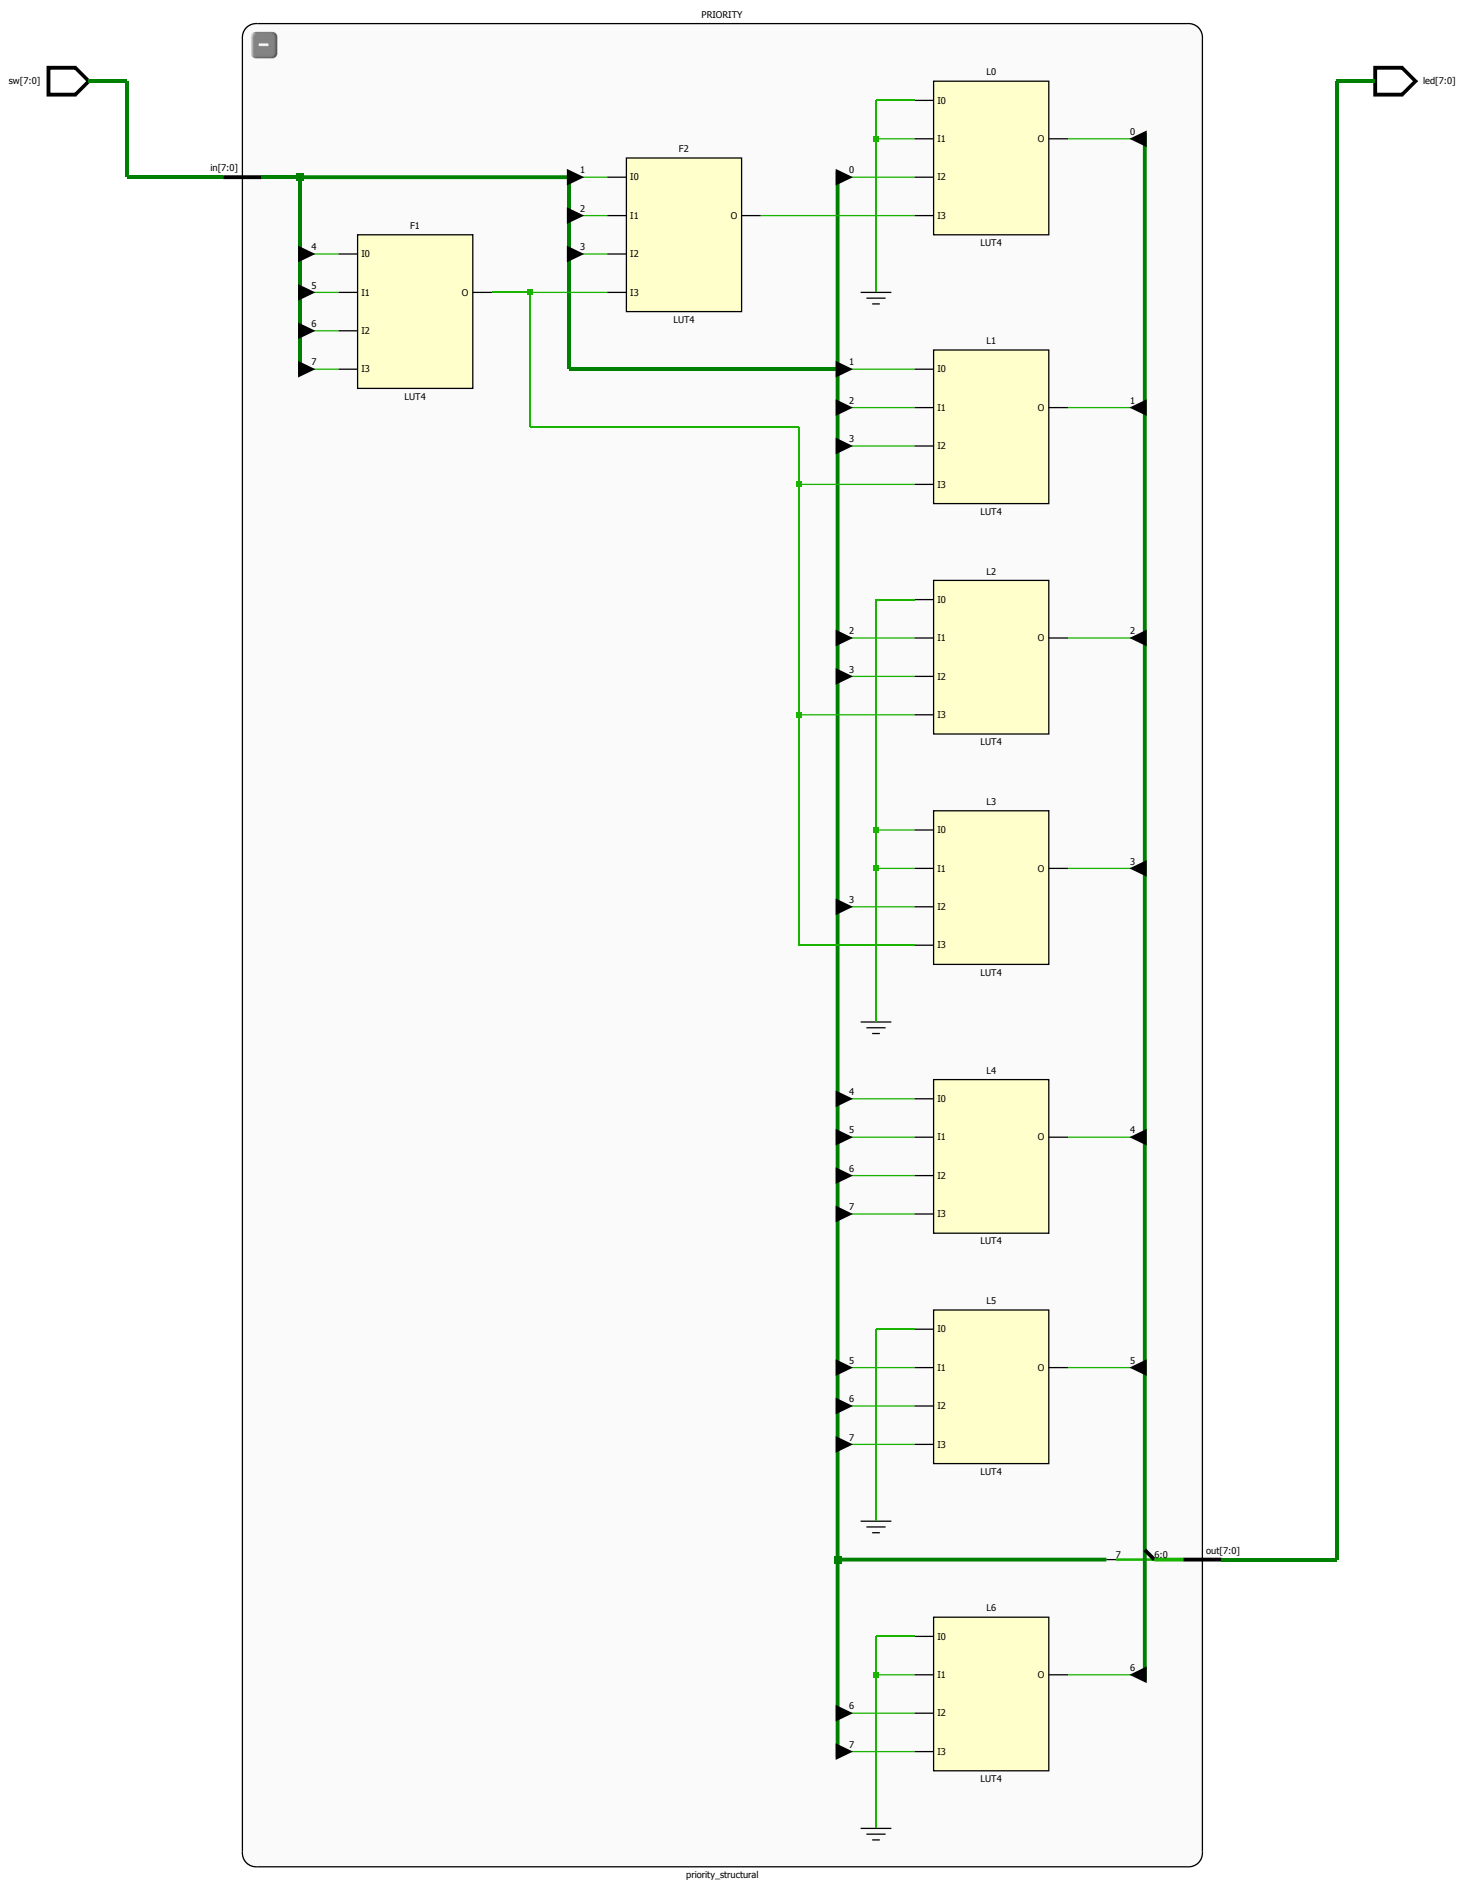 PRIORITY
−
sw[7:0]
led[7:0]
in[7:0]
F1
4 I0
5 I1
6 I2
7 I3
O
LUT4
F2
1 I0
2 I1
3 I2
I3
O
LUT4
L0
I0
I1
0 I2
I3
O 0
LUT4
L1
1 I0
2 I1
3 I2
I3
O 1
LUT4
L2
I0
2 I1
3 I2
I3
O 2
LUT4
L3
I0
I1
3 I2
I3
O 3
LUT4
L4
4 I0
5 I1
6 I2
7 I3
O 4
LUT4
L5
I0
5 I1
6 I2
7 I3
O 5
LUT4
7 6:0 out[7:0]
L6
I0
I1
6 I2
7 I3
O 6
LUT4
priority_structural